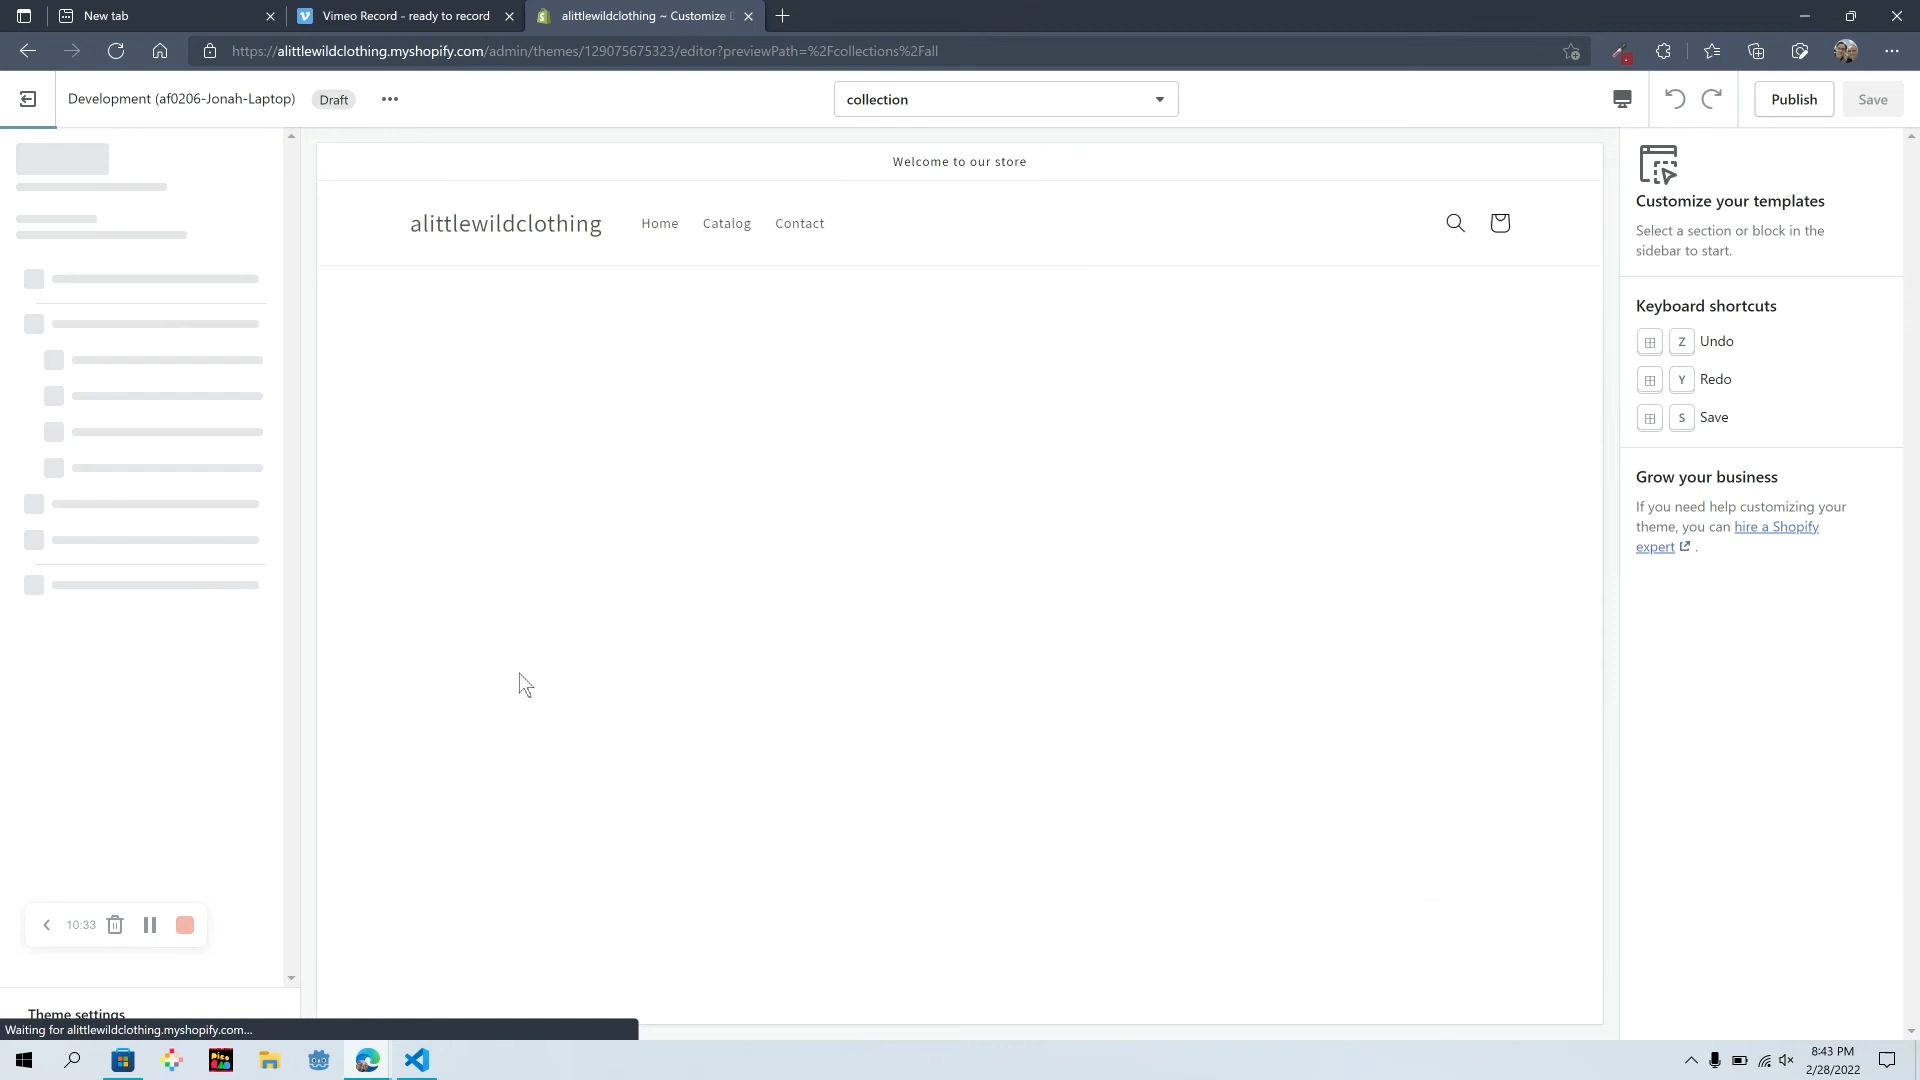 New tab
Vimeo Record - ready to record
alittlewildclothing ~ Customize D
https://alittlewildclothing.myshopify.com/admin/themes/129075675323/editor?previewPath=%2Fcollections%2Fall
Development (af0206-Jonah-Laptop)
Draft
collection
Publish
Save
Welcome to our store
alittlewildclothing
Home
Catalog
Contact
Customize your templates
Select a section or block in the
sidebar to start.
Keyboard shortcuts
Z Undo
Y Redo
S Save
Grow your business
If you need help customizing your
theme, you can hire a Shopify
expert .
10:33
Theme settings
Waiting for alittlewildclothing.myshopify.com...
8:43 PM
2/28/2022